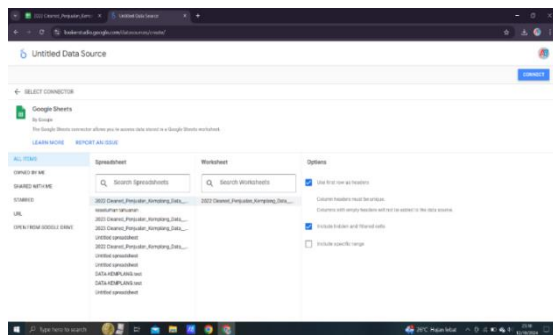 2022 Cleaned_Penjualan_Kem
Untitled Data Source
lookerstudio.google.com/datasources/create/
Untitled Data Source
CONNECT
SELECT CONNECTOR
Google Sheets
By Google
The Google Sheets connector allows you to access data stored in a Google Sheets worksheet.
LEARN MORE REPORT AN ISSUE
ALL ITEMS
OWNED BY ME
SHARED WITH ME
STARRED
URL
OPEN FROM GOOGLE DRIVE
Spreadsheet
Search Spreadsheets
2022 Cleaned_Penjualan_Kemplang_Data_...
2023 Cleaned_Penjualan_Kemplang_Data_...
2021 Cleaned_Penjualan_Kemplang_Data_...
Untitled spreadsheet
2022 Cleaned_Penjualan_Kemplang_Data_...
Untitled spreadsheet
Untitled spreadsheet
DATA KEMPLANG test
DATA KEMPLANG test
Untitled spreadsheet
Worksheet
Search Worksheets
2022 Cleaned_Penjualan_Kemplang_Data_...
Options
Use first row as headers
Column headers must be unique.
Columns with empty headers will not be added to the data source.
Include hidden and filtered cells
Include specific range
Type here to search
26°C Hujan lebat